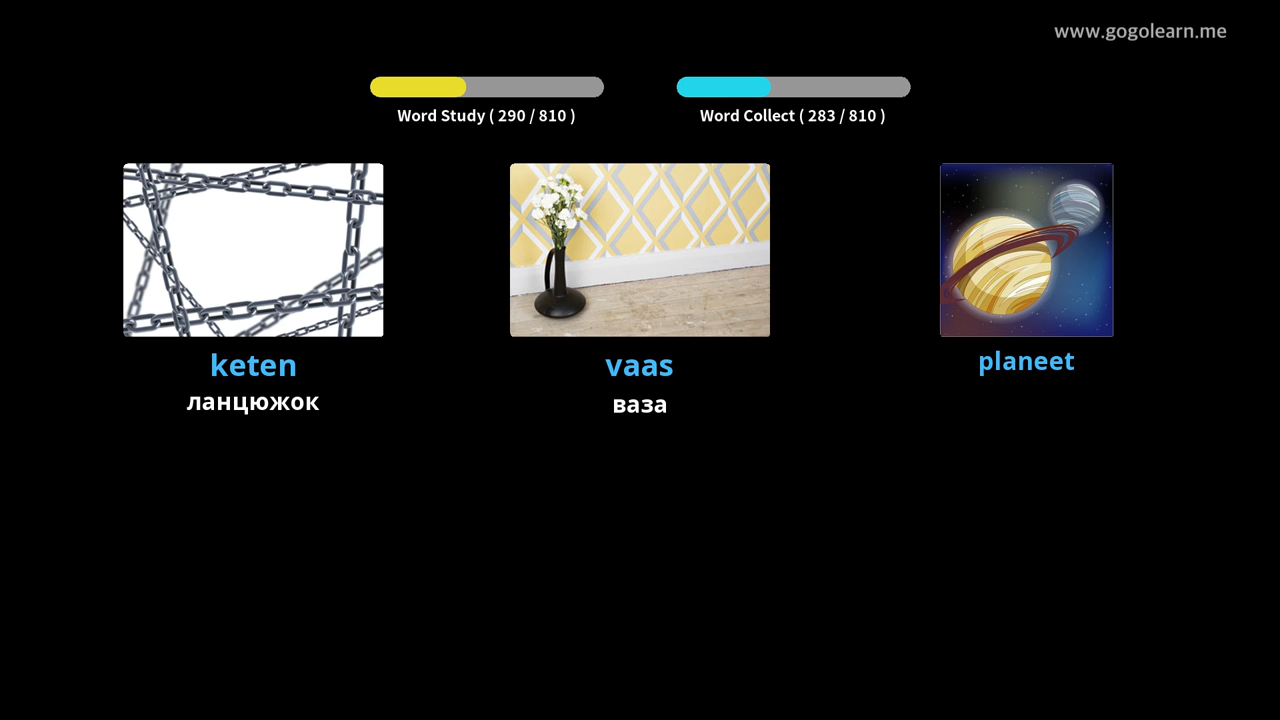 www.gogolearn.me
Word Study ( 290 / 810 )
Word Collect ( 283 / 810 )
keten
ланцюжок
vaas
ваза
planeet